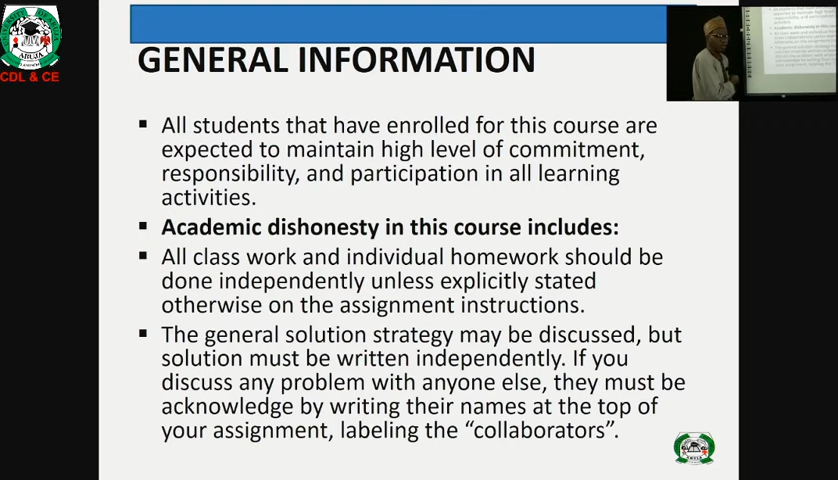 ABUJA
CDL & CE
GENERAL INFORMATION
▪ All students that have enrolled for this course are
expected to maintain high level of commitment,
responsibility, and participation in all learning
activities.
▪ Academic dishonesty in this course includes:
▪ All class work and individual homework should be
done independently unless explicitly stated
otherwise on the assignment instructions.
▪ The general solution strategy may be discussed, but
solution must be written independently. If you
discuss any problem with anyone else, they must be
acknowledge by writing their names at the top of
your assignment, labeling the “collaborators”.